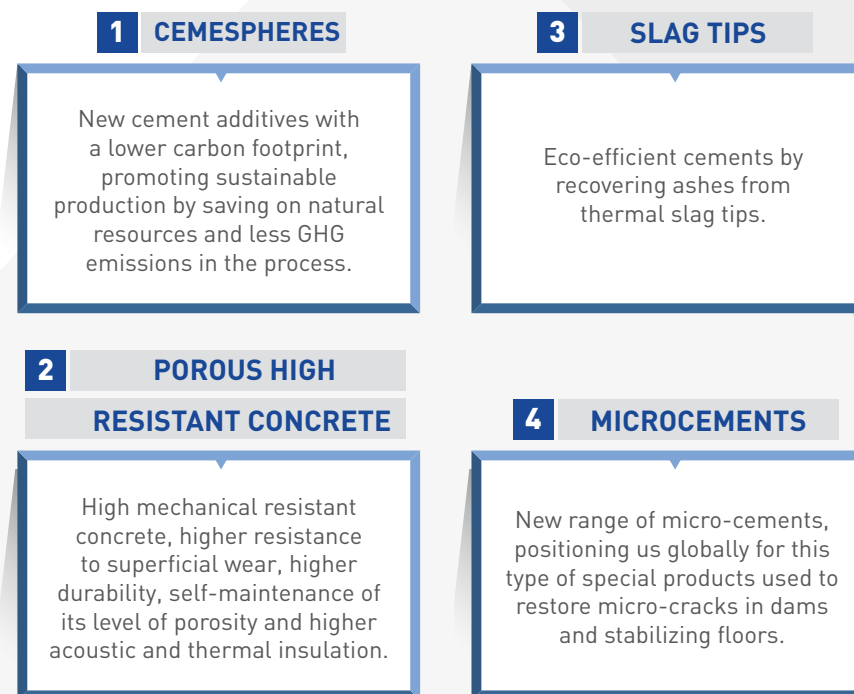 1 CEMESPHERES
New cement additives with
a lower carbon footprint,
promoting sustainable
production by saving on natural
resources and less GHG
emissions in the process.
2 POROUS HIGH
RESISTANT CONCRETE
High mechanical resistant
concrete, higher resistance
to superficial wear, higher
durability, self-maintenance of
its level of porosity and higher
acoustic and thermal insulation.
3 SLAG TIPS
Eco-efficient cements by
recovering ashes from
thermal slag tips.
4 MICROCEMENTS
New range of micro-cements,
positioning us globally for this
type of special products used to
restore micro-cracks in dams
and stabilizing floors.